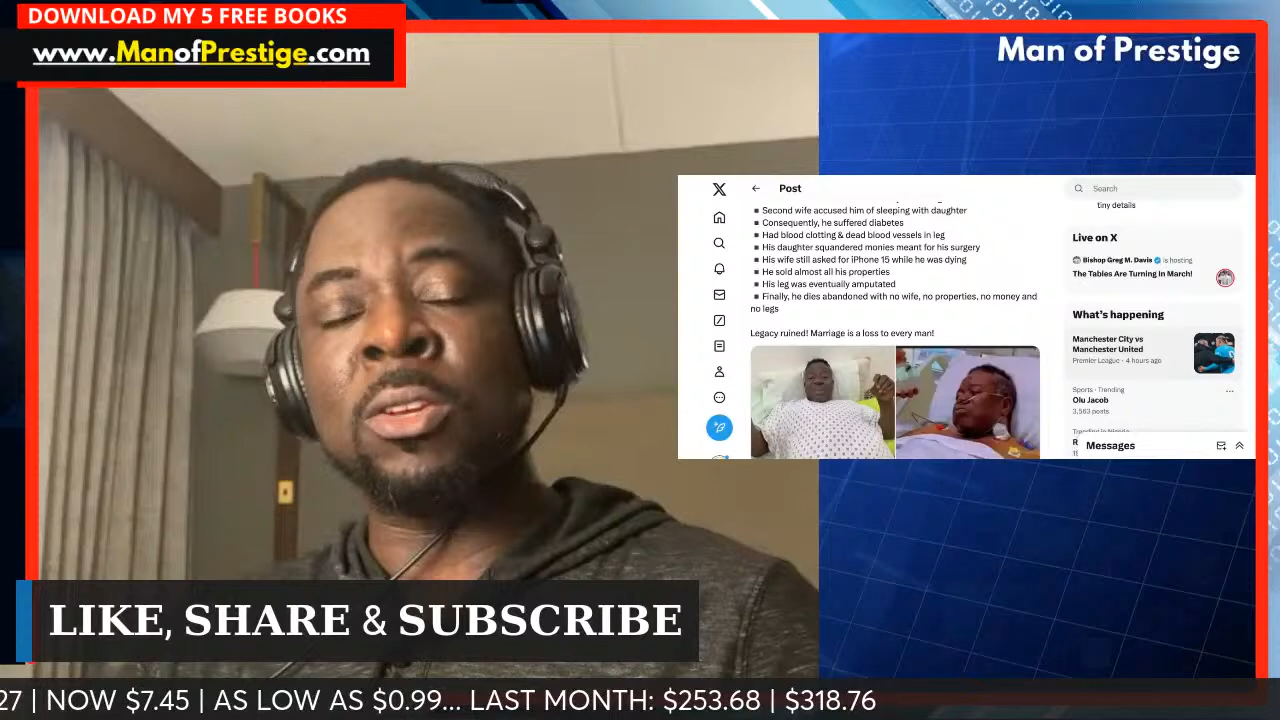 DOWNLOAD MY 5 FREE BOOKS
www.ManofPrestige.com
Man of Prestige
Post
Second wife accused him of sleeping with daughter
Consequently, he suffered diabetes
Had blood clotting & dead blood vessels in leg
His daughter squandered monies meant for his surgery
His wife still asked for iPhone 15 while he was dying
He sold almost all his properties
His leg was eventually amputated
Finally, he dies abandoned with no wife, no properties, no money and
no legs
Legacy ruined! Marriage is a loss to every man!
Search
tiny details
Live on X
Bishop Greg M. Davis is hosting
The Tables Are Turning in March!
What's happening
Manchester City vs
Manchester United
Premier League · 4 hours ago
Sports · Trending
Olu Jacob
3,563 posts
Messages
LIKE, SHARE & SUBSCRIBE
27 | NOW $7.45 | AS LOW AS $0.99... LAST MONTH: $253.68 | $318.76